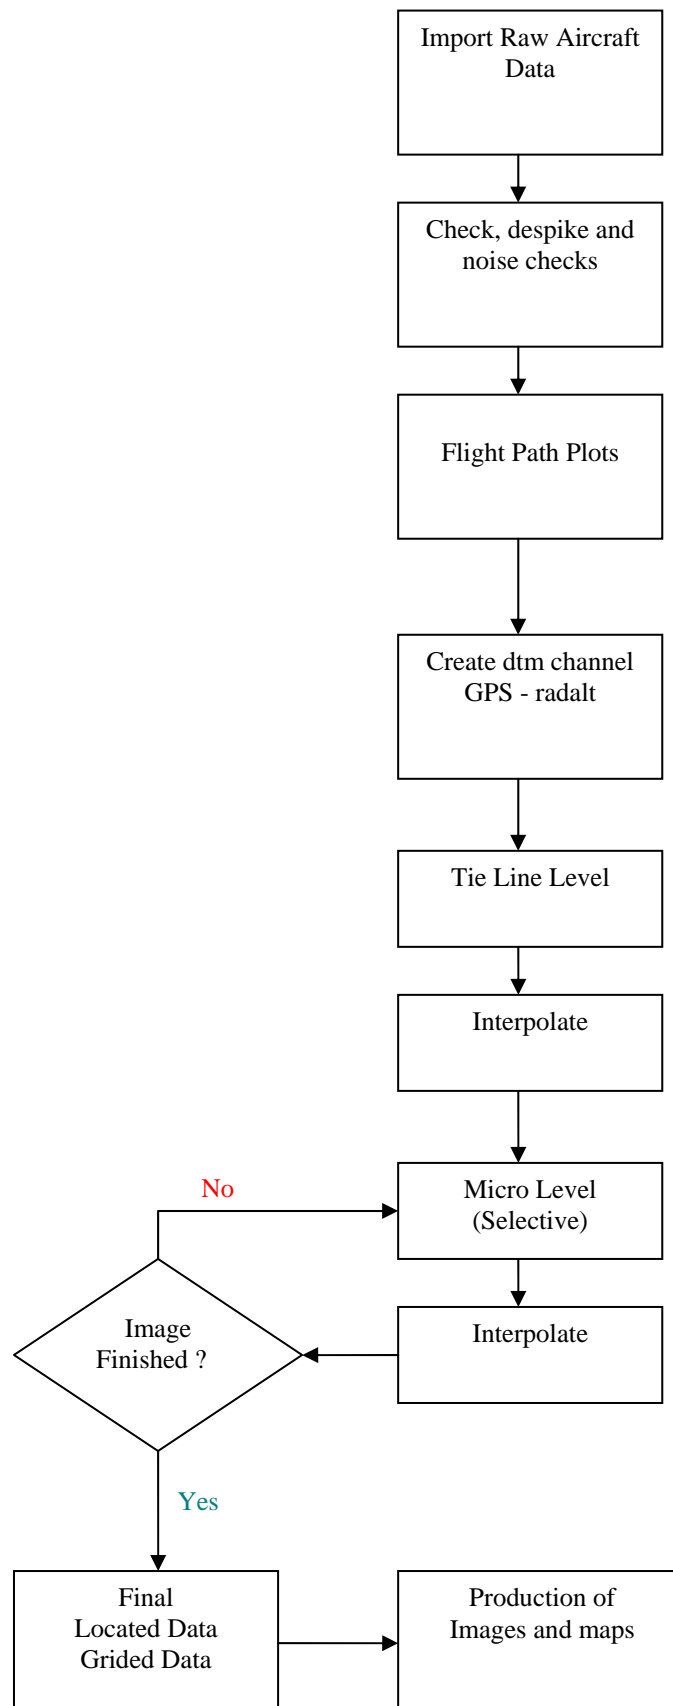 Import Raw Aircraft
Data
Check, despike and
noise checks
Flight Path Plots
Create dtm channel
GPS - radalt
Tie Line Level
Interpolate
No
Micro Level
(Selective)
Image
Finished ?
Interpolate
Yes
Final
Located Data
Grided Data
Production of
Images and maps